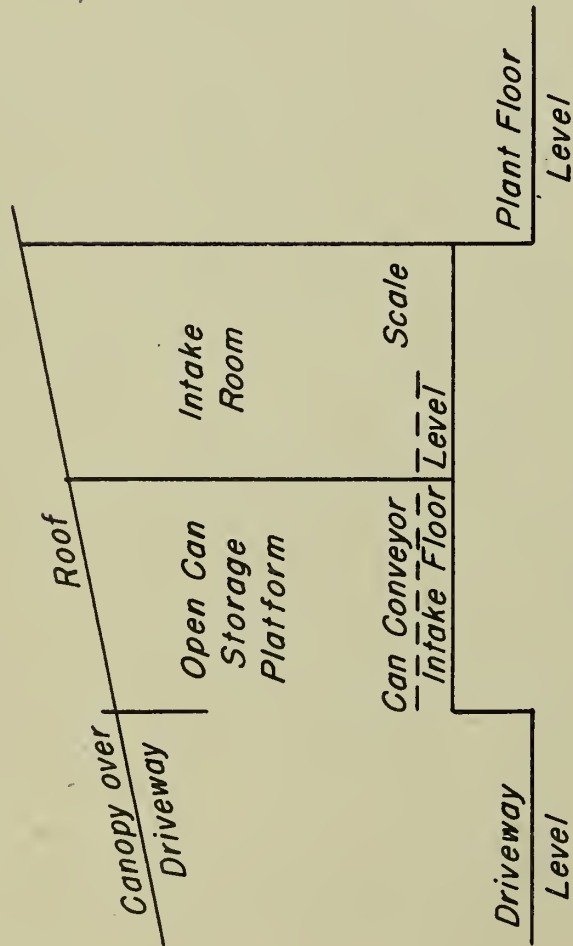 Roof
Canopy over
Driveway
Open Can
Storage
Platform
Intake
Room
Can Conveyor
Scale
Intake Floor Level
Driveway
Level
Plant Floor
Level